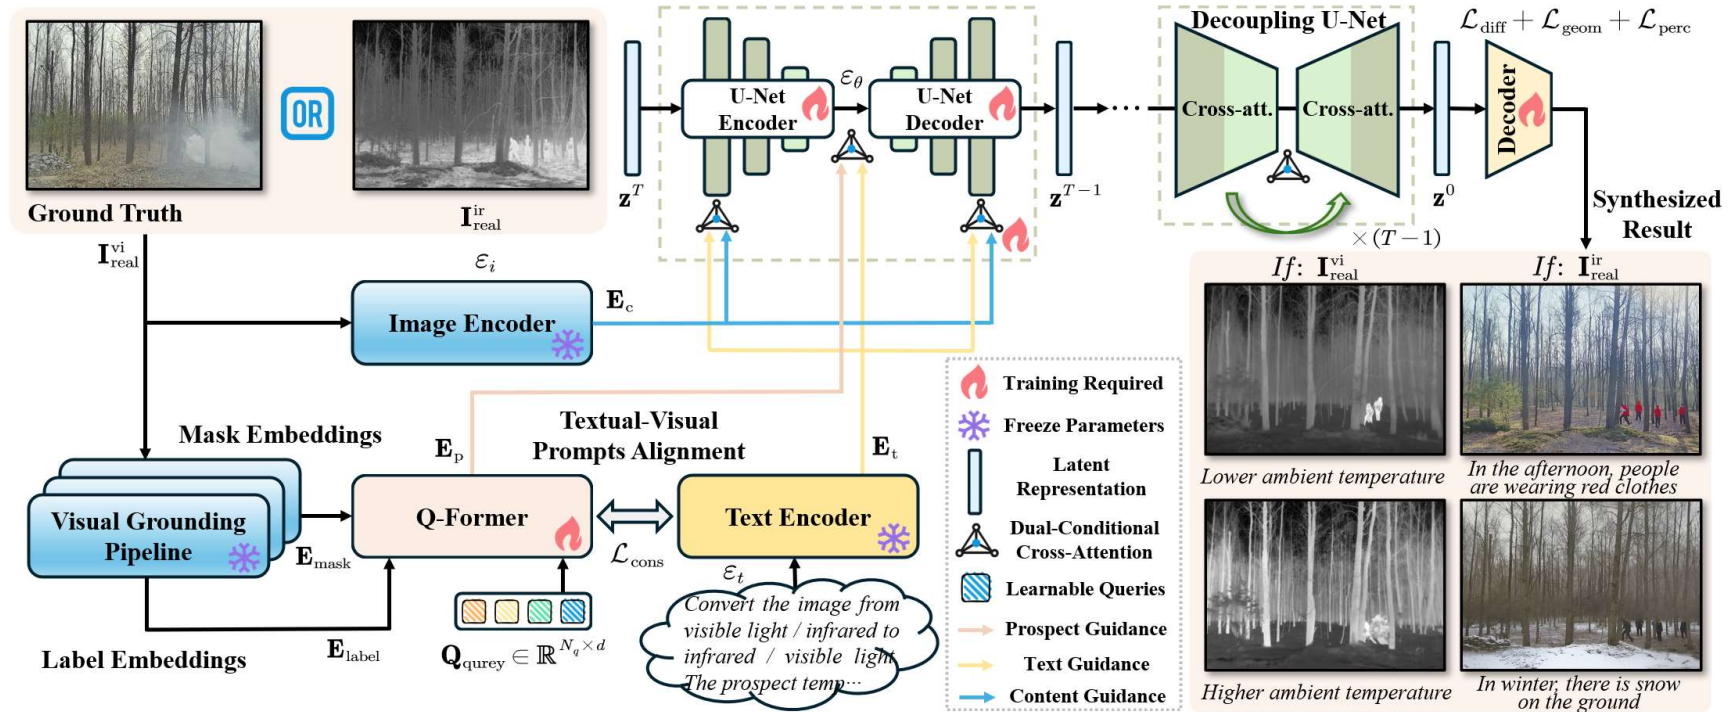 Ground Truth
OR
I_real^ir
I_real^vi
z^T
U-Net
Encoder
ε_θ
U-Net
Decoder
z^{T-1}
...
Decoupling U-Net
Cross-att.
Cross-att.
× (T − 1)
z^0
L_diff + L_geom + L_perc
Decoder
Synthesized
Result
ε_i
Image Encoder
E_c
Mask Embeddings
Visual Grounding
Pipeline
E_mask
E_label
Label Embeddings
E_p
Textual-Visual
Prompts Alignment
E_t
Q-Former
L_cons
Text Encoder
ε_t
Q_qurey ∈ ℝ^{N_q × d}
Convert the image from
visible light / infrared to
infrared / visible light
The prospect temp···
Training Required
Freeze Parameters
Latent
Representation
Dual-Conditional
Cross-Attention
Learnable Queries
Prospect Guidance
Text Guidance
Content Guidance
If: I_real^vi
If: I_real^ir
Lower ambient temperature
In the afternoon, people
are wearing red clothes
Higher ambient temperature
In winter, there is snow
on the ground